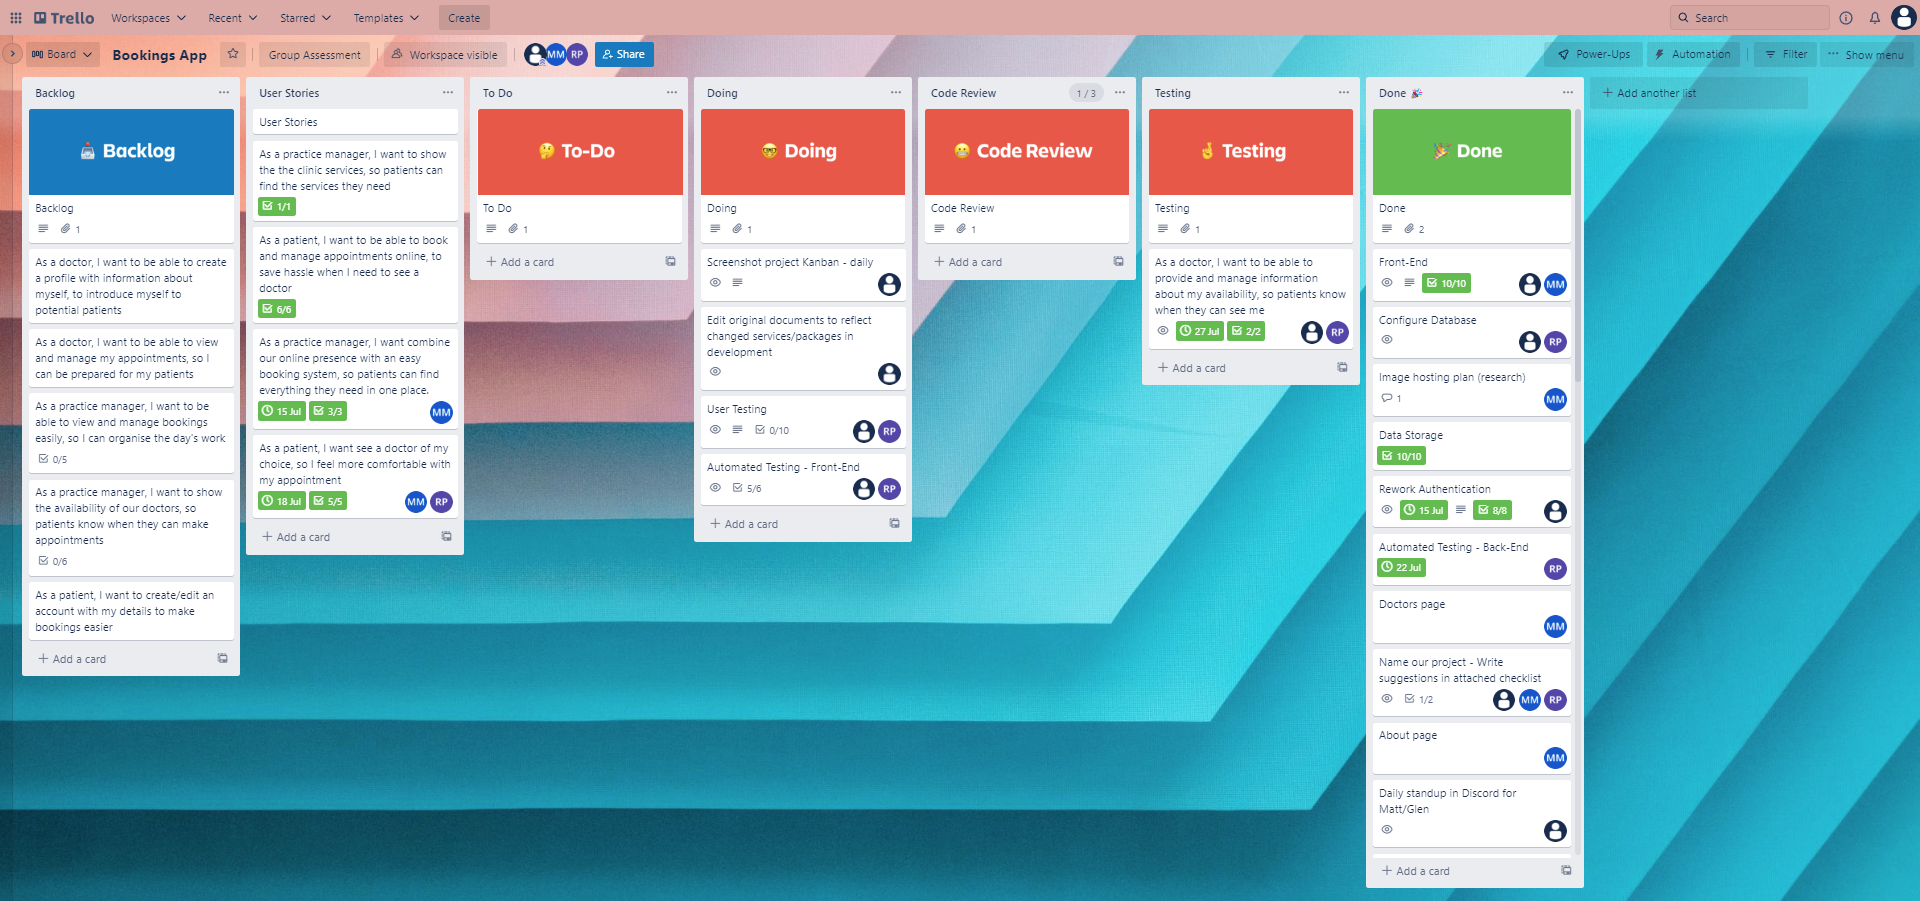 Trello
Workspaces
Recent
Starred
Templates
Create
Search
Board
Bookings App
Group Assessment
Workspace visible
MM
RP
Share
Power-Ups
Automation
Filter
Show menu
Backlog
Backlog
Backlog
1
As a doctor, I want to be able to create
a profile with information about
myself, to introduce myself to
potential patients
As a doctor, I want to be able to view
and manage my appointments, so I
can be prepared for my patients
As a practice manager, I want to be
able to view and manage bookings
easily, so I can organise the day's work
0/5
As a practice manager, I want to show
the availability of our doctors, so
patients know when they can make
appointments
0/6
As a patient, I want to create/edit an
account with my details to make
bookings easier
Add a card
User Stories
User Stories
As a practice manager, I want to show
the the clinic services, so patients can
find the services they need
1/1
As a patient, I want to be able to book
and manage appointments online, to
save hassle when I need to see a
doctor
6/6
As a practice manager, I want combine
our online presence with an easy
booking system, so patients can find
everything they need in one place.
15 Jul 3/3 MM
As a patient, I want see a doctor of my
choice, so I feel more comfortable with
my appointment
18 Jul 5/5 MM RP
Add a card
To Do
To-Do
To Do
1
Add a card
Doing
Doing
Doing
1
Screenshot project Kanban - daily
Edit original documents to reflect
changed services/packages in
development
User Testing
0/10 RP
Automated Testing - Front-End
5/6 RP
Add a card
Code Review 1 / 3
Code Review
Code Review
1
Add a card
Testing
Testing
Testing
1
As a doctor, I want to be able to
provide and manage information
about my availability, so patients know
when they can see me
27 Jul 2/2 RP
Add a card
Done
Done
Done
2
Front-End
10/10 MM
Configure Database
RP
Image hosting plan (research)
1 MM
Data Storage
10/10
Rework Authentication
15 Jul 8/8
Automated Testing - Back-End
22 Jul RP
Doctors page
MM
Name our project - Write
suggestions in attached checklist
1/2 MM RP
About page
MM
Daily standup in Discord for
Matt/Glen
Add a card
Add another list